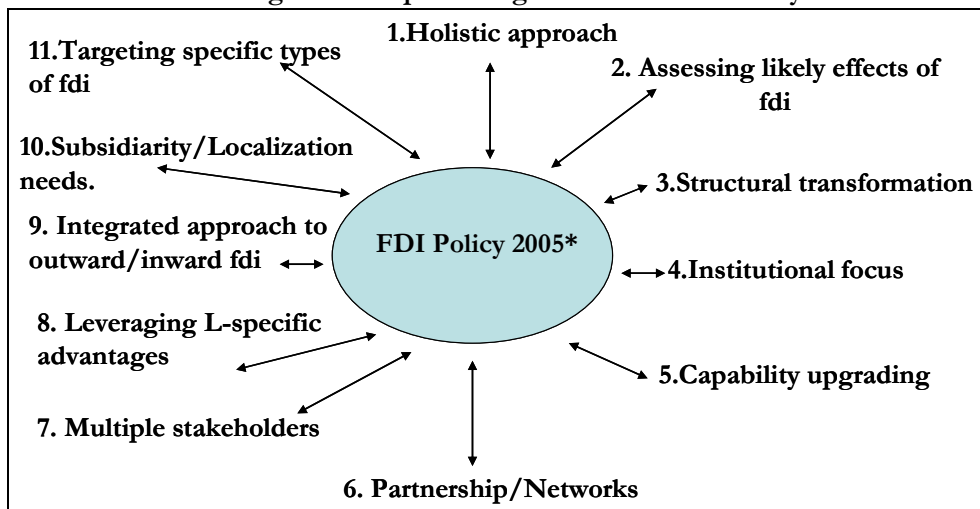 1.Holistic approach
2. Assessing likely effects of
fdi
3.Structural transformation
4.Institutional focus
5.Capability upgrading
6. Partnership/Networks
7. Multiple stakeholders
8. Leveraging L-specific
advantages
9. Integrated approach to
outward/inward fdi
10.Subsidiarity/Localization
needs.
11.Targeting specific types
of fdi
FDI Policy 2005*